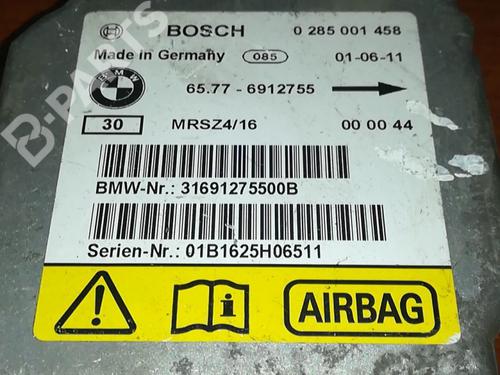 BOSCH 0 285 001 458
Made in Germany 085 01-06-11
BMW
65.77 - 6912755
30 MRSZ4/16 00 00 44
BMW-Nr.: 31691275500B
Serien-Nr.: 01B1625H06511
AIRBAG
B-PARTS